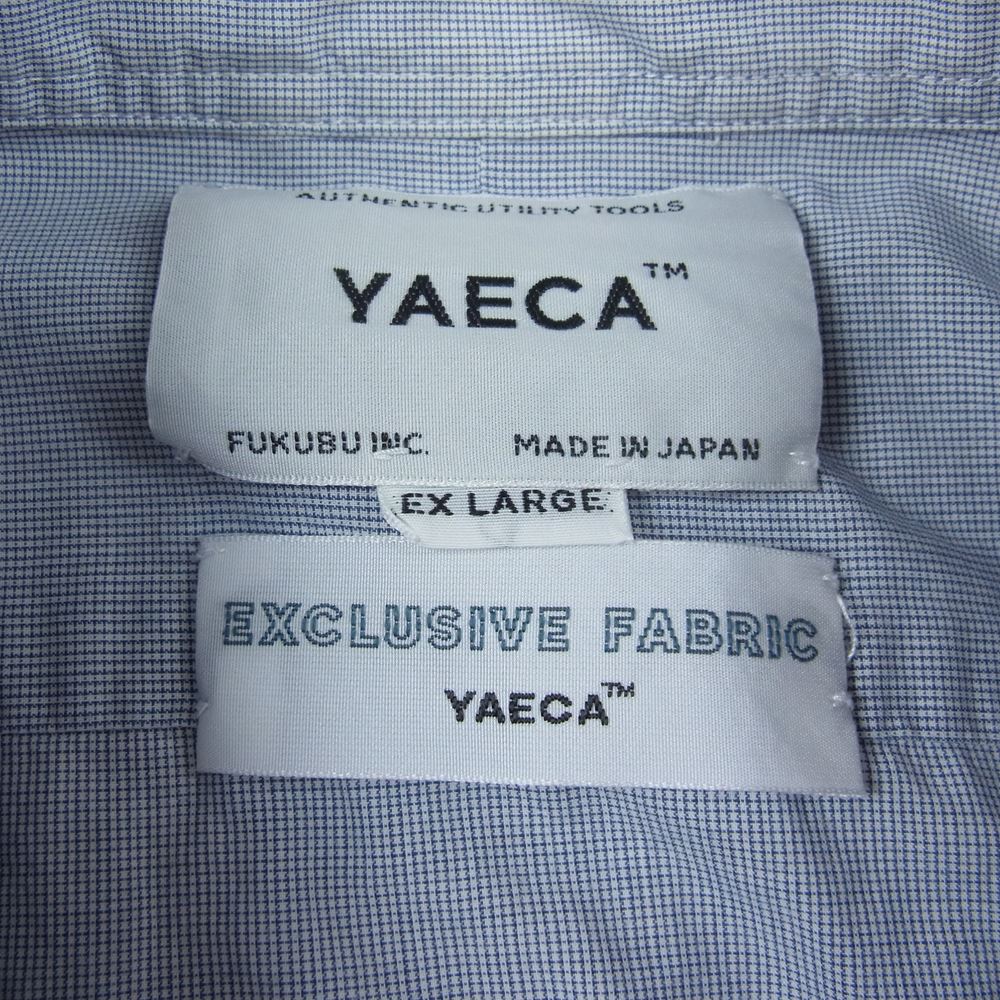 AUTHENTIC UTILITY TOOLS
YAECA™
FUKUBU INC. MADE IN JAPAN
EX LARGE
EXCLUSIVE FABRIC
YAECA™